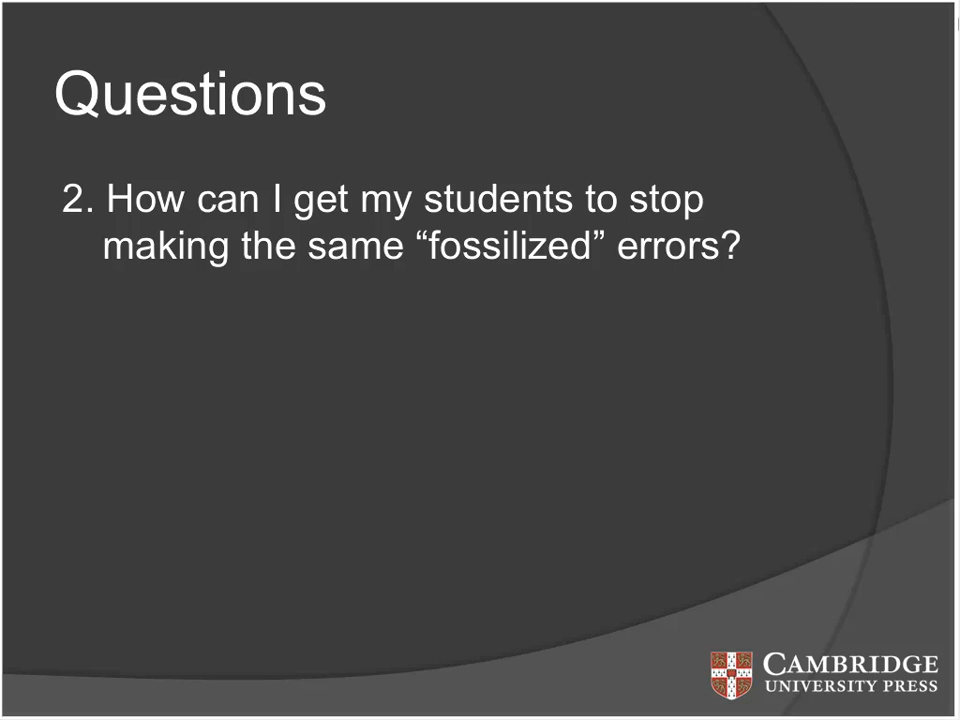 Questions
2. How can I get my students to stop
making the same “fossilized” errors?
CAMBRIDGE
UNIVERSITY PRESS